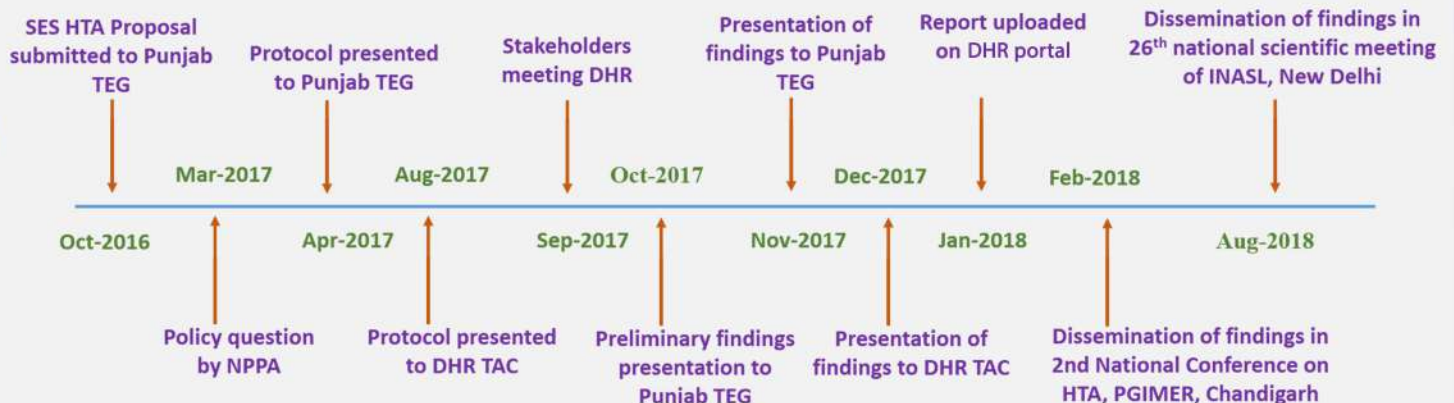 SES HTA Proposal
submitted to Punjab
TEG
Protocol presented
to Punjab TEG
Stakeholders
meeting DHR
Presentation of
findings to Punjab
TEG
Report uploaded
on DHR portal
Dissemination of findings in
26th national scientific meeting
of INASL, New Delhi
Mar-2017
Aug-2017
Oct-2017
Dec-2017
Feb-2018
Oct-2016
Apr-2017
Sep-2017
Nov-2017
Jan-2018
Aug-2018
Policy question
by NPPA
Protocol presented
to DHR TAC
Preliminary findings
presentation to
Punjab TEG
Presentation of
findings to DHR TAC
Dissemination of findings in
2nd National Conference on
HTA, PGIMER, Chandigarh